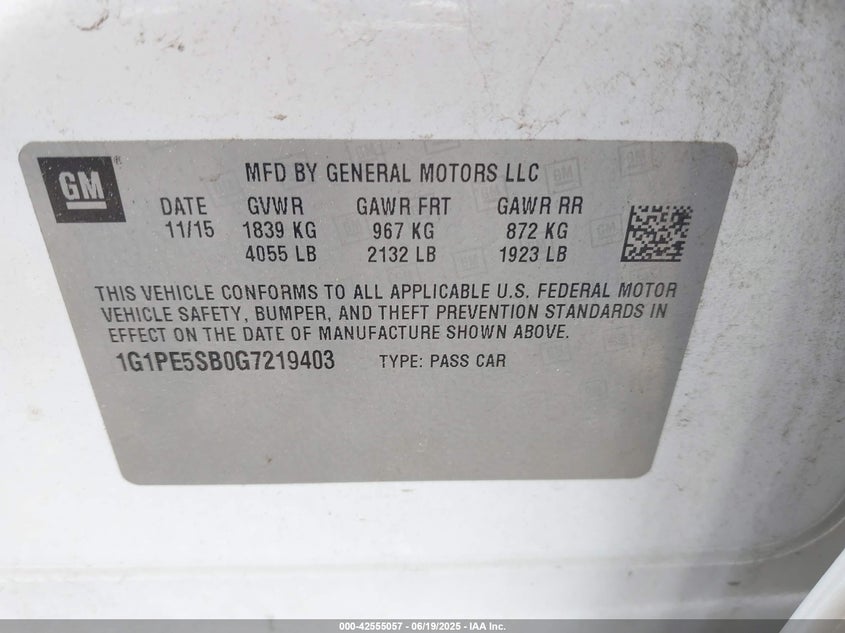 GM ®
MFD BY GENERAL MOTORS LLC
DATE GVWR GAWR FRT GAWR RR
11/15 1839 KG 967 KG 872 KG
4055 LB 2132 LB 1923 LB
THIS VEHICLE CONFORMS TO ALL APPLICABLE U.S. FEDERAL MOTOR
VEHICLE SAFETY, BUMPER, AND THEFT PREVENTION STANDARDS IN
EFFECT ON THE DATE OF MANUFACTURE SHOWN ABOVE.
1G1PE5SB0G7219403 TYPE: PASS CAR
000-42555057 - 06/19/2025 - IAA Inc.